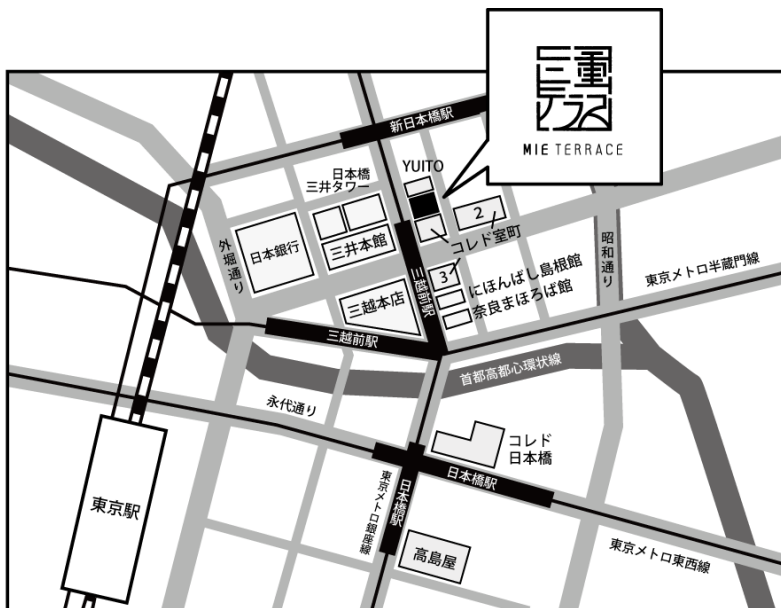 三重
テラス
MIE TERRACE
新日本橋駅
YUITO
日本橋
三井タワー
2
コレド室町
日本銀行
三井本館
外堀通り
昭和通り
三越前駅
3
にほんばし島根館
奈良まほろば館
東京メトロ半蔵門線
三越本店
三越前駅
首都高都心環状線
永代通り
コレド
日本橋
日本橋駅
日本橋駅
東京メトロ銀座線
東京駅
高島屋
東京メトロ東西線